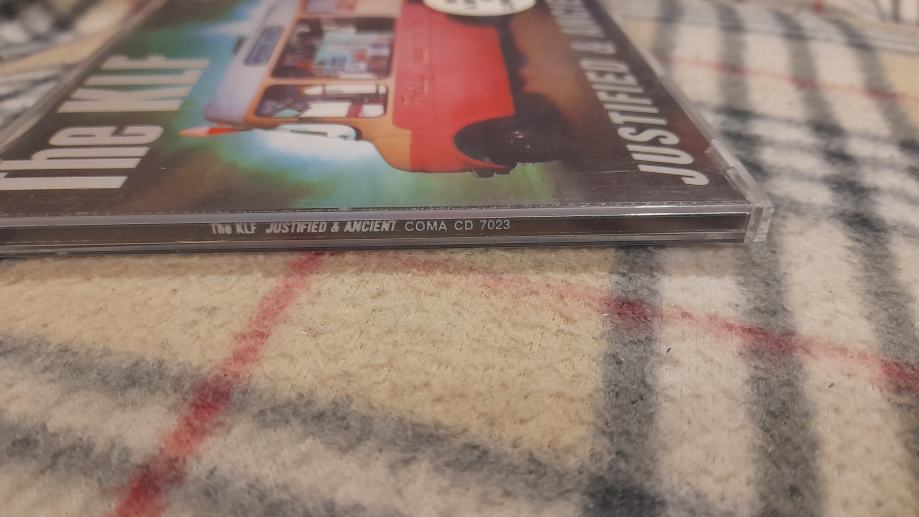 The KLF
JUSTIFIED & ANCIENT
The KLF JUSTIFIED & ANCIENT COMA CD 7023